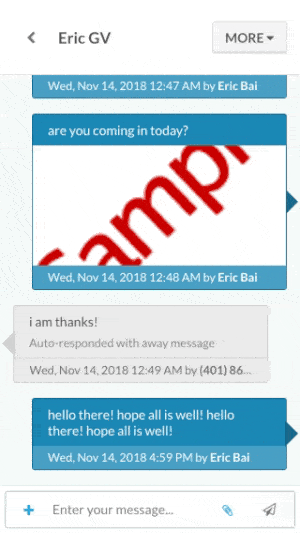 Eric GV
MORE
Wed, Nov 14, 2018 12:47 AM by Eric Bai
are you coming in today?
Sampl
Wed, Nov 14, 2018 12:48 AM by Eric Bai
i am thanks!
Auto-responded with away message
Wed, Nov 14, 2018 12:49 AM by (401) 86...
hello there! hope all is well! hello
there! hope all is well!
Wed, Nov 14, 2018 4:59 PM by Eric Bai
Enter your message...